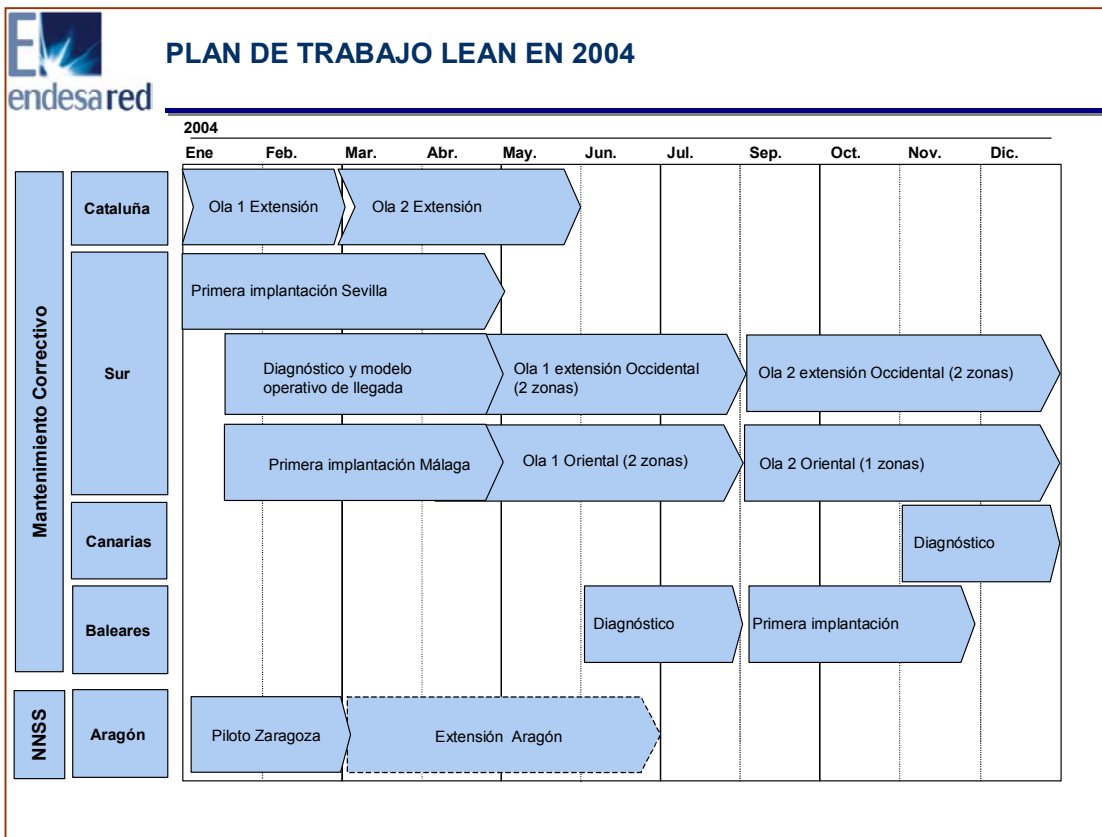 PLAN DE TRABAJO LEAN EN 2004
endesared
2004
Ene Feb. Mar. Abr. May. Jun. Jul. Sep. Oct. Nov. Dic.
Mantenimiento Correctivo
Cataluña
Ola 1 Extensión
Ola 2 Extensión
Sur
Primera implantación Sevilla
Diagnóstico y modelo
operativo de llegada
Ola 1 extensión Occidental
(2 zonas)
Ola 2 extensión Occidental (2 zonas)
Primera implantación Málaga
Ola 1 Oriental (2 zonas)
Ola 2 Oriental (1 zonas)
Canarias
Diagnóstico
Baleares
Diagnóstico
Primera implantación
NNSS
Aragón
Piloto Zaragoza
Extensión Aragón